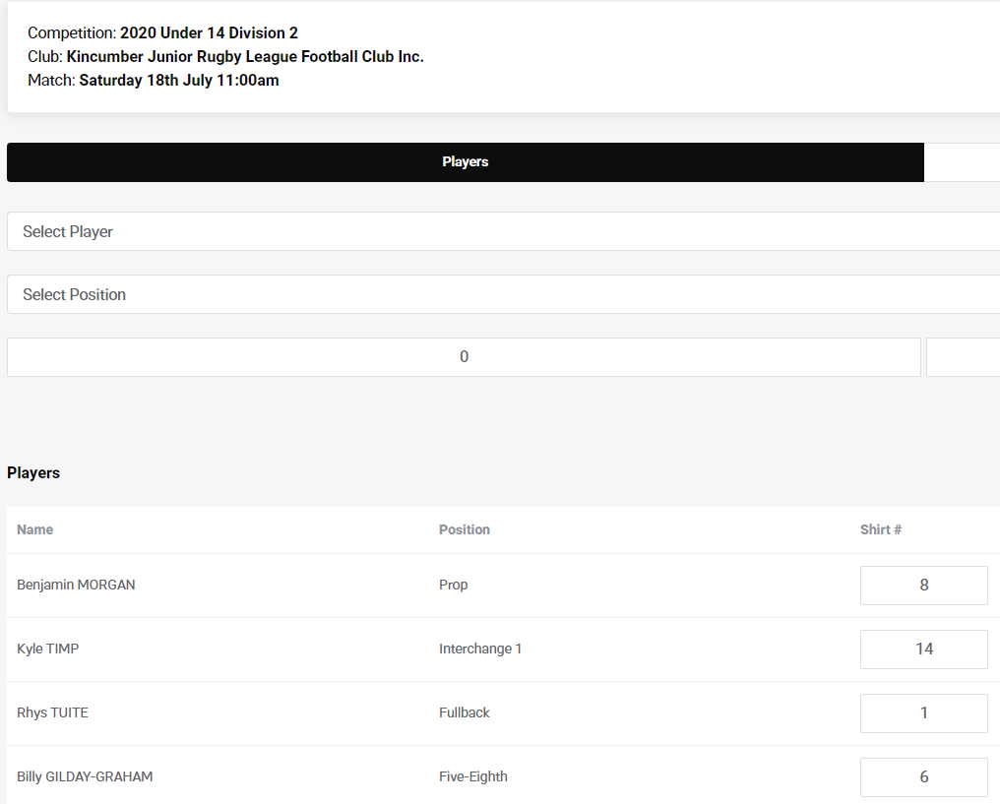 Competition: 2020 Under 14 Division 2
Club: Kincumber Junior Rugby League Football Club Inc.
Match: Saturday 18th July 11:00am
Players
Select Player
Select Position
0
Players
Name Position Shirt #
Benjamin MORGAN Prop 8
Kyle TIMP Interchange 1 14
Rhys TUITE Fullback 1
Billy GILDAY-GRAHAM Five-Eighth 6